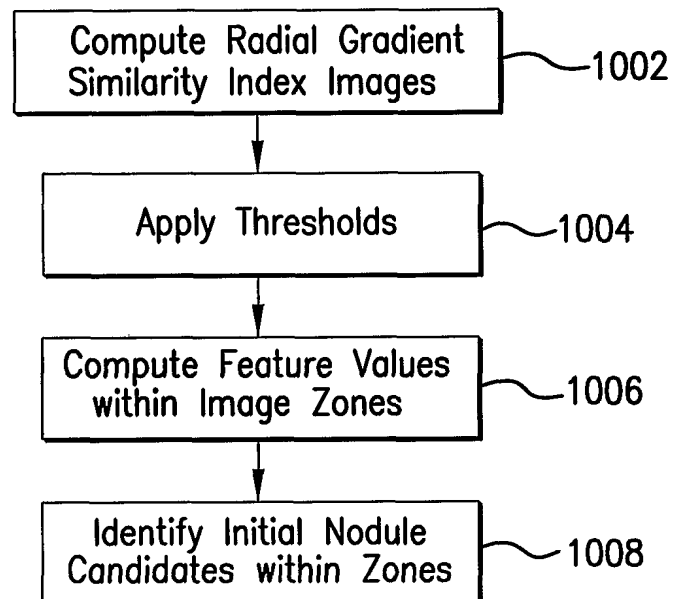 Compute Radial Gradient
Similarity Index Images
1002
Apply Thresholds
1004
Compute Feature Values
within Image Zones
1006
Identify Initial Nodule
Candidates within Zones
1008